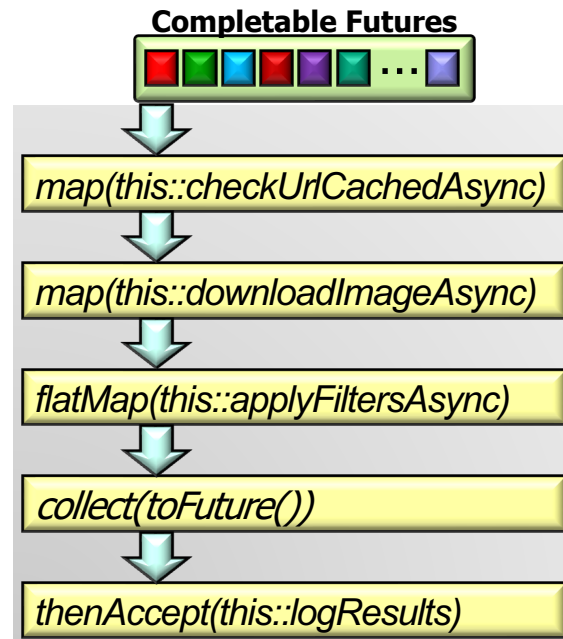 Completable Futures
...
map(this::checkUrlCachedAsync)
map(this::downloadImageAsync)
flatMap(this::applyFiltersAsync)
collect(toFuture())
thenAccept(this::logResults)